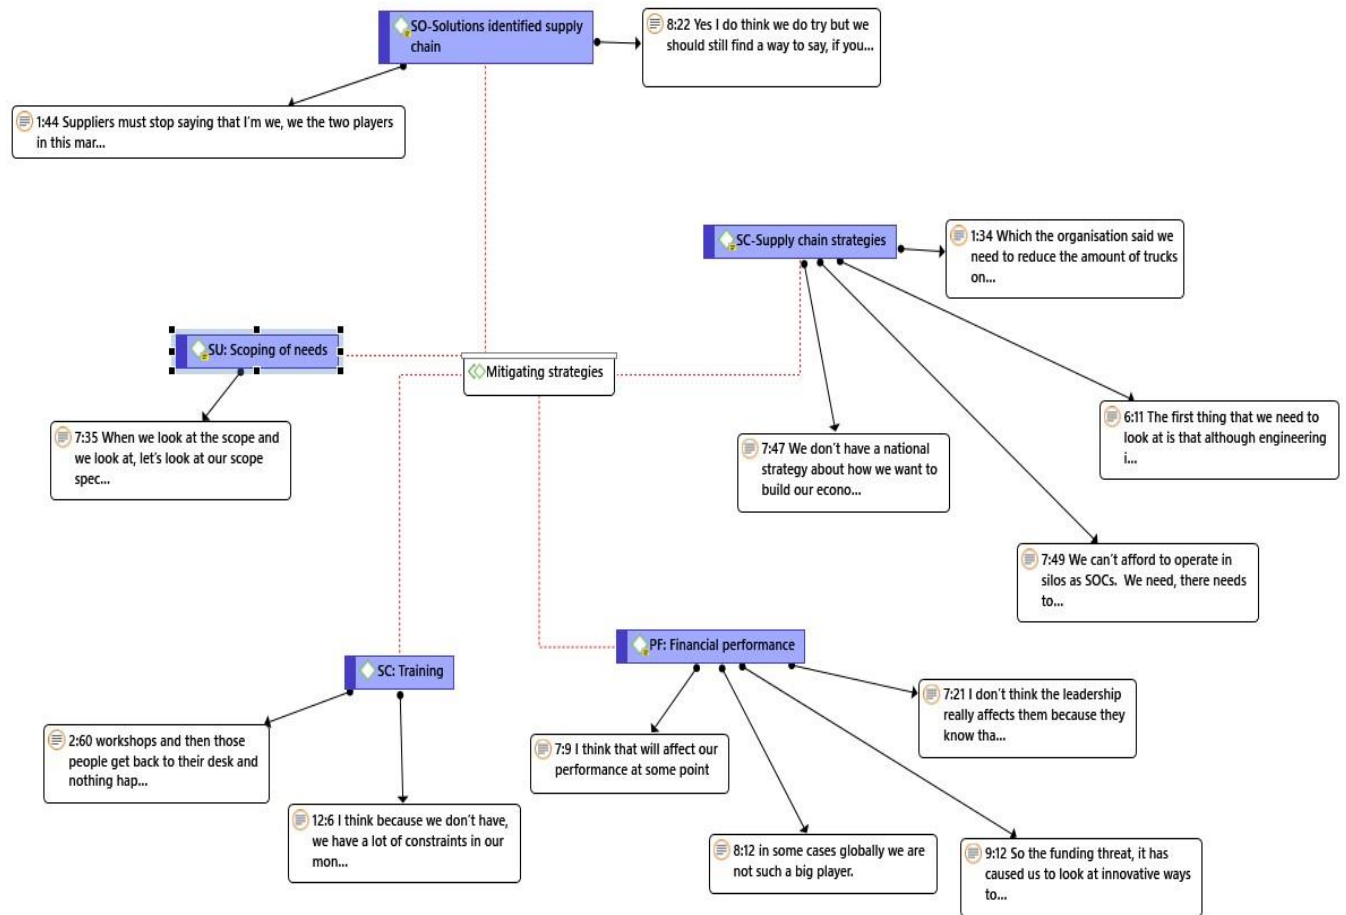 SO-Solutions identified supply
chain
8:22 Yes I do think we do try but we
should still find a way to say, if you...
1:44 Suppliers must stop saying that I'm we, we the two players
in this mar...
SC-Supply chain strategies
1:34 Which the organisation said we
need to reduce the amount of trucks
on...
SU: Scoping of needs
Mitigating strategies
7:35 When we look at the scope and
we look at, let's look at our scope
spec...
6:11 The first thing that we need to
look at is that although engineering
i...
7:47 We don't have a national
strategy about how we want to
build our econo...
7:49 We can't afford to operate in
silos as SOCs. We need, there needs
to...
SC: Training
PF: Financial performance
2:60 workshops and then those
people get back to their desk and
nothing hap...
12:6 I think because we don't have,
we have a lot of constraints in our
mon...
7:9 I think that will affect our
performance at some point
7:21 I don't think the leadership
really affects them because they
know tha...
8:12 in some cases globally we are
not such a big player.
9:12 So the funding threat, it has
caused us to look at innovative ways
to...